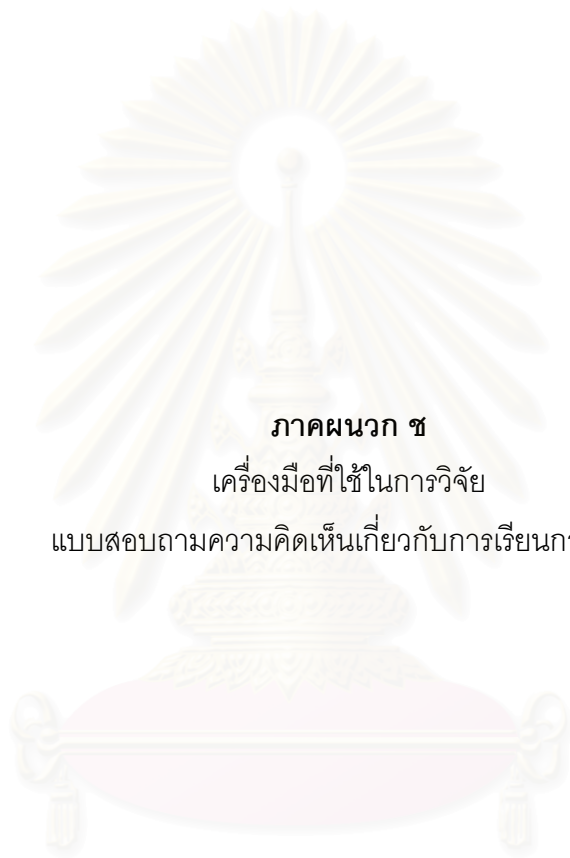 ภาคผนวก ช
เครื่องมือที่ใช้ในการวิจัย
แบบสอบถามความคิดเห็นเกี่ยวกับการเรียนกา